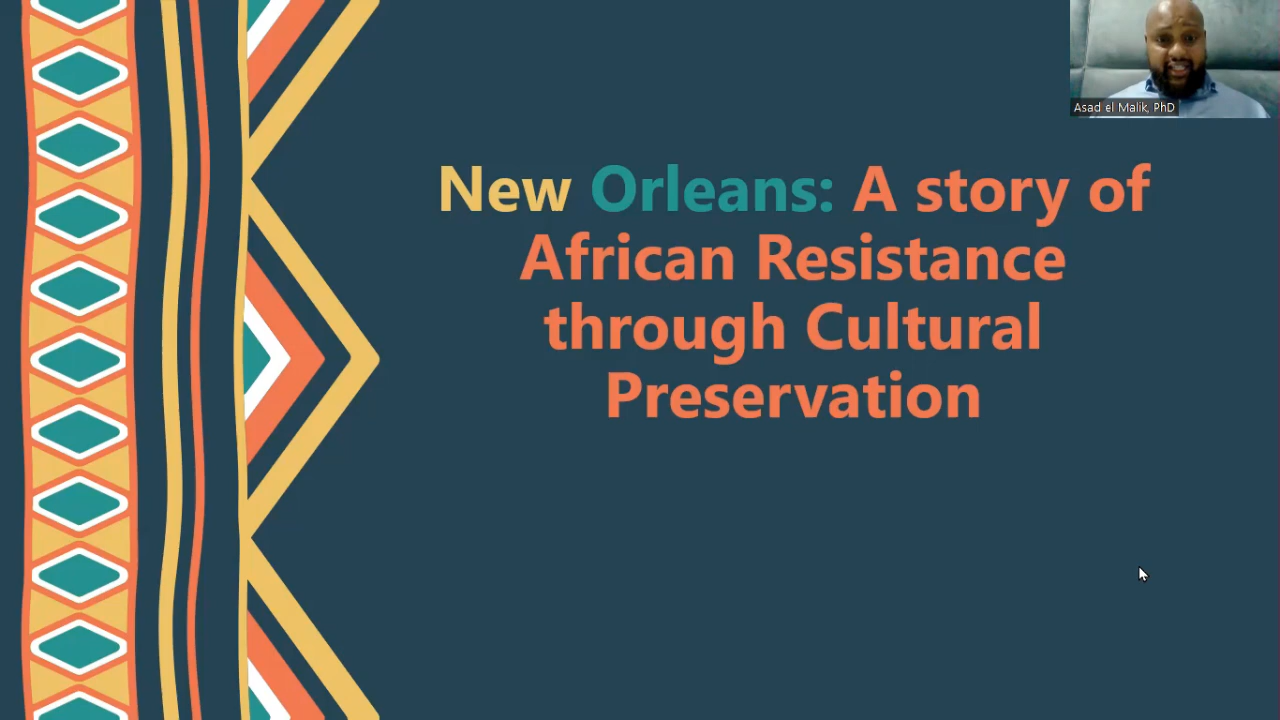 Asad el Malik, PhD
New Orleans: A story of
African Resistance
through Cultural
Preservation